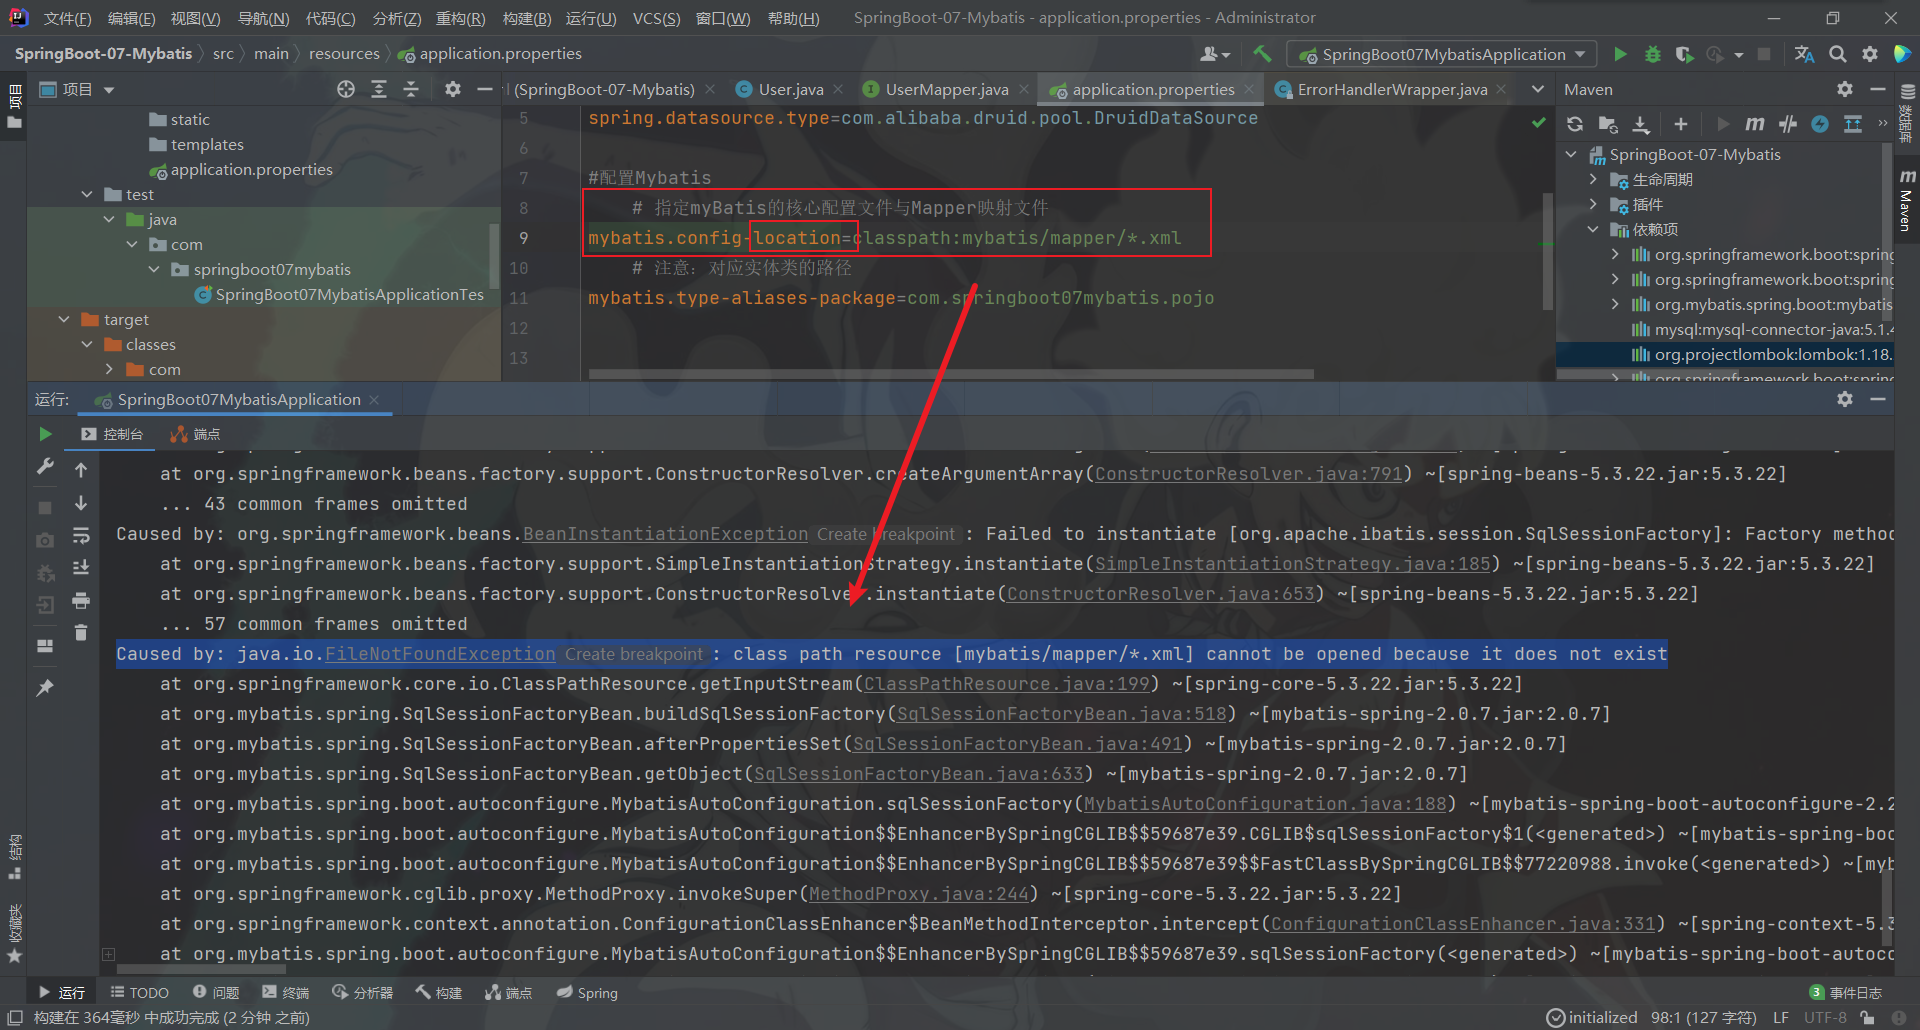 文件(F) 编辑(E) 视图(V) 导航(N) 代码(C) 分析(Z) 重构(R) 构建(B) 运行(U) VCS(S) 窗口(W) 帮助(H) SpringBoot-07-Mybatis - application.properties - Administrator
SpringBoot-07-Mybatis src main resources application.properties SpringBoot07MybatisApplication
项目 (SpringBoot-07-Mybatis) User.java UserMapper.java application.properties ErrorHandlerWrapper.java Maven
项目
数据库
Maven
static
templates
application.properties
test
java
com
springboot07mybatis
SpringBoot07MybatisApplicationTes
target
classes
com
5 spring.datasource.type=com.alibaba.druid.pool.DruidDataSource
6
7 #配置Mybatis
8 # 指定myBatis的核心配置文件与Mapper映射文件
9 mybatis.config-location=classpath:mybatis/mapper/*.xml
10 # 注意：对应实体类的路径
11 mybatis.type-aliases-package=com.springboot07mybatis.pojo
12
13
SpringBoot-07-Mybatis
生命周期
插件
依赖项
org.springframework.boot:spring
org.springframework.boot:spring
org.mybatis.spring.boot:mybatis
mysql:mysql-connector-java:5.1.4
org.projectlombok:lombok:1.18.
org.springframework.boot:spring
运行: SpringBoot07MybatisApplication
控制台 端点
at org.springframework.beans.factory.support.ConstructorResolver.createArgumentArray(ConstructorResolver.java:791) ~[spring-beans-5.3.22.jar:5.3.22]
... 43 common frames omitted
Caused by: org.springframework.beans.BeanInstantiationException Create breakpoint : Failed to instantiate [org.apache.ibatis.session.SqlSessionFactory]: Factory method
at org.springframework.beans.factory.support.SimpleInstantiationStrategy.instantiate(SimpleInstantiationStrategy.java:185) ~[spring-beans-5.3.22.jar:5.3.22]
at org.springframework.beans.factory.support.ConstructorResolver.instantiate(ConstructorResolver.java:653) ~[spring-beans-5.3.22.jar:5.3.22]
... 57 common frames omitted
Caused by: java.io.FileNotFoundException Create breakpoint : class path resource [mybatis/mapper/*.xml] cannot be opened because it does not exist
at org.springframework.core.io.ClassPathResource.getInputStream(ClassPathResource.java:199) ~[spring-core-5.3.22.jar:5.3.22]
at org.mybatis.spring.SqlSessionFactoryBean.buildSqlSessionFactory(SqlSessionFactoryBean.java:518) ~[mybatis-spring-2.0.7.jar:2.0.7]
at org.mybatis.spring.SqlSessionFactoryBean.afterPropertiesSet(SqlSessionFactoryBean.java:491) ~[mybatis-spring-2.0.7.jar:2.0.7]
at org.mybatis.spring.SqlSessionFactoryBean.getObject(SqlSessionFactoryBean.java:633) ~[mybatis-spring-2.0.7.jar:2.0.7]
at org.mybatis.spring.boot.autoconfigure.MybatisAutoConfiguration.sqlSessionFactory(MybatisAutoConfiguration.java:188) ~[mybatis-spring-boot-autoconfigure-2.2
at org.mybatis.spring.boot.autoconfigure.MybatisAutoConfiguration$$EnhancerBySpringCGLIB$$59687e39.CGLIB$sqlSessionFactory$1(<generated>) ~[mybatis-spring-boo
at org.mybatis.spring.boot.autoconfigure.MybatisAutoConfiguration$$EnhancerBySpringCGLIB$$59687e39$$FastClassBySpringCGLIB$$77220988.invoke(<generated>) ~[myb
at org.springframework.cglib.proxy.MethodProxy.invokeSuper(MethodProxy.java:244) ~[spring-core-5.3.22.jar:5.3.22]
at org.springframework.context.annotation.ConfigurationClassEnhancer$BeanMethodInterceptor.intercept(ConfigurationClassEnhancer.java:331) ~[spring-context-5.3
at org.mybatis.spring.boot.autoconfigure.MybatisAutoConfiguration$$EnhancerBySpringCGLIB$$59687e39.sqlSessionFactory(<generated>) ~[mybatis-spring-boot-autoco
结构
收藏夹
运行 TODO 问题 终端 分析器 构建 端点 Spring 3 事件日志
构建在 364毫秒 中成功完成 (2 分钟 之前) initialized 98:1 (127 字符) LF UTF-8